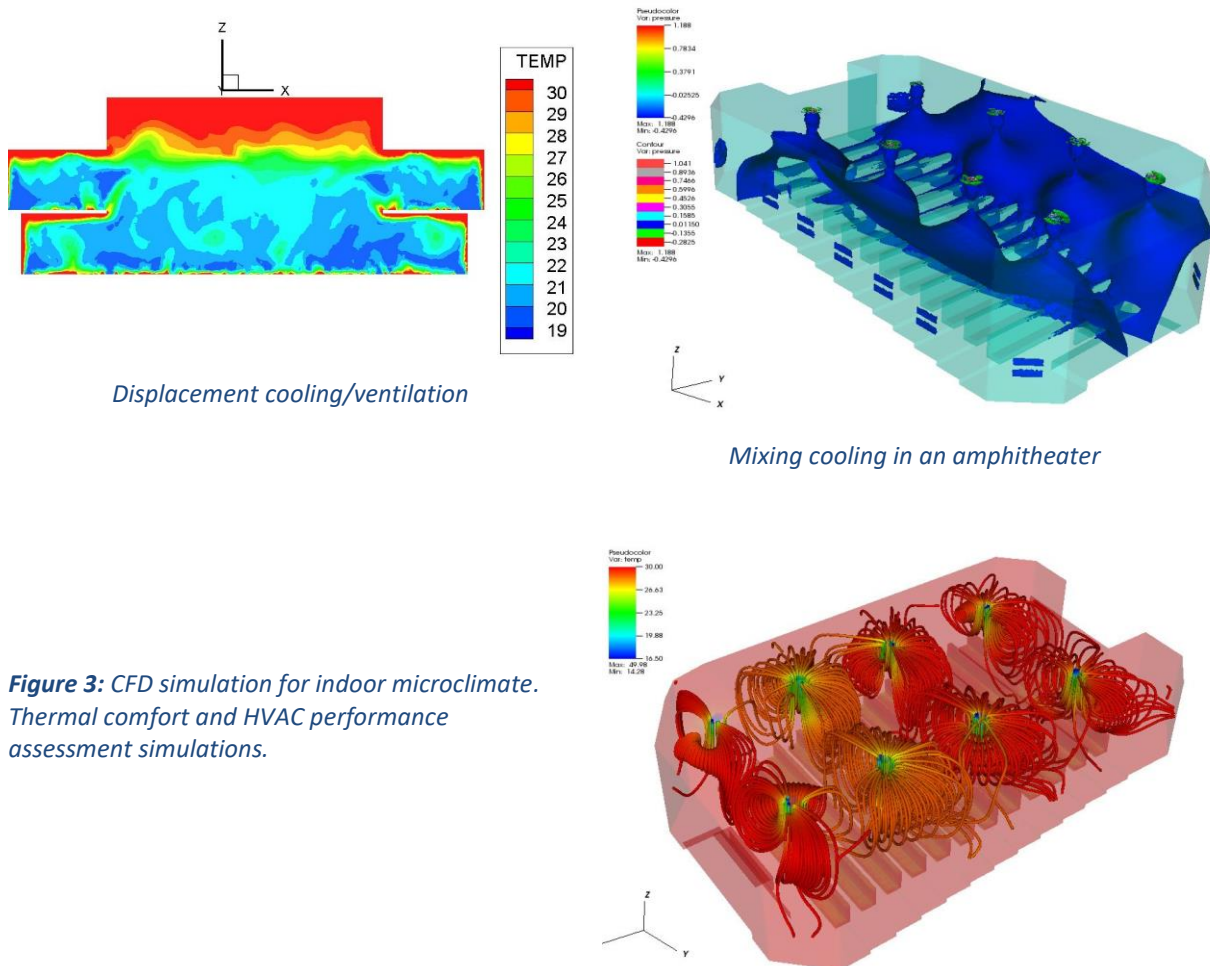 Z
X
Y
TEMP
30
29
28
27
26
25
24
23
22
21
20
19
Displacement cooling/ventilation
Pseudocolor
Var: pressure
1.188
0.7834
0.3791
-0.02525
-0.4296
Max: 1.188
Min: -0.4296
Contour
Var: pressure
1.041
0.8936
0.7466
0.5996
0.4526
0.3055
0.1585
0.01150
-0.1355
-0.2825
Max: 1.188
Min: -0.4296
Z
Y
X
Mixing cooling in an amphitheater
Figure 3: CFD simulation for indoor microclimate.
Thermal comfort and HVAC performance
assessment simulations.
Pseudocolor
Var: temp
30.00
26.63
23.25
19.88
16.50
Max: 49.98
Min: 14.28
Z
Y